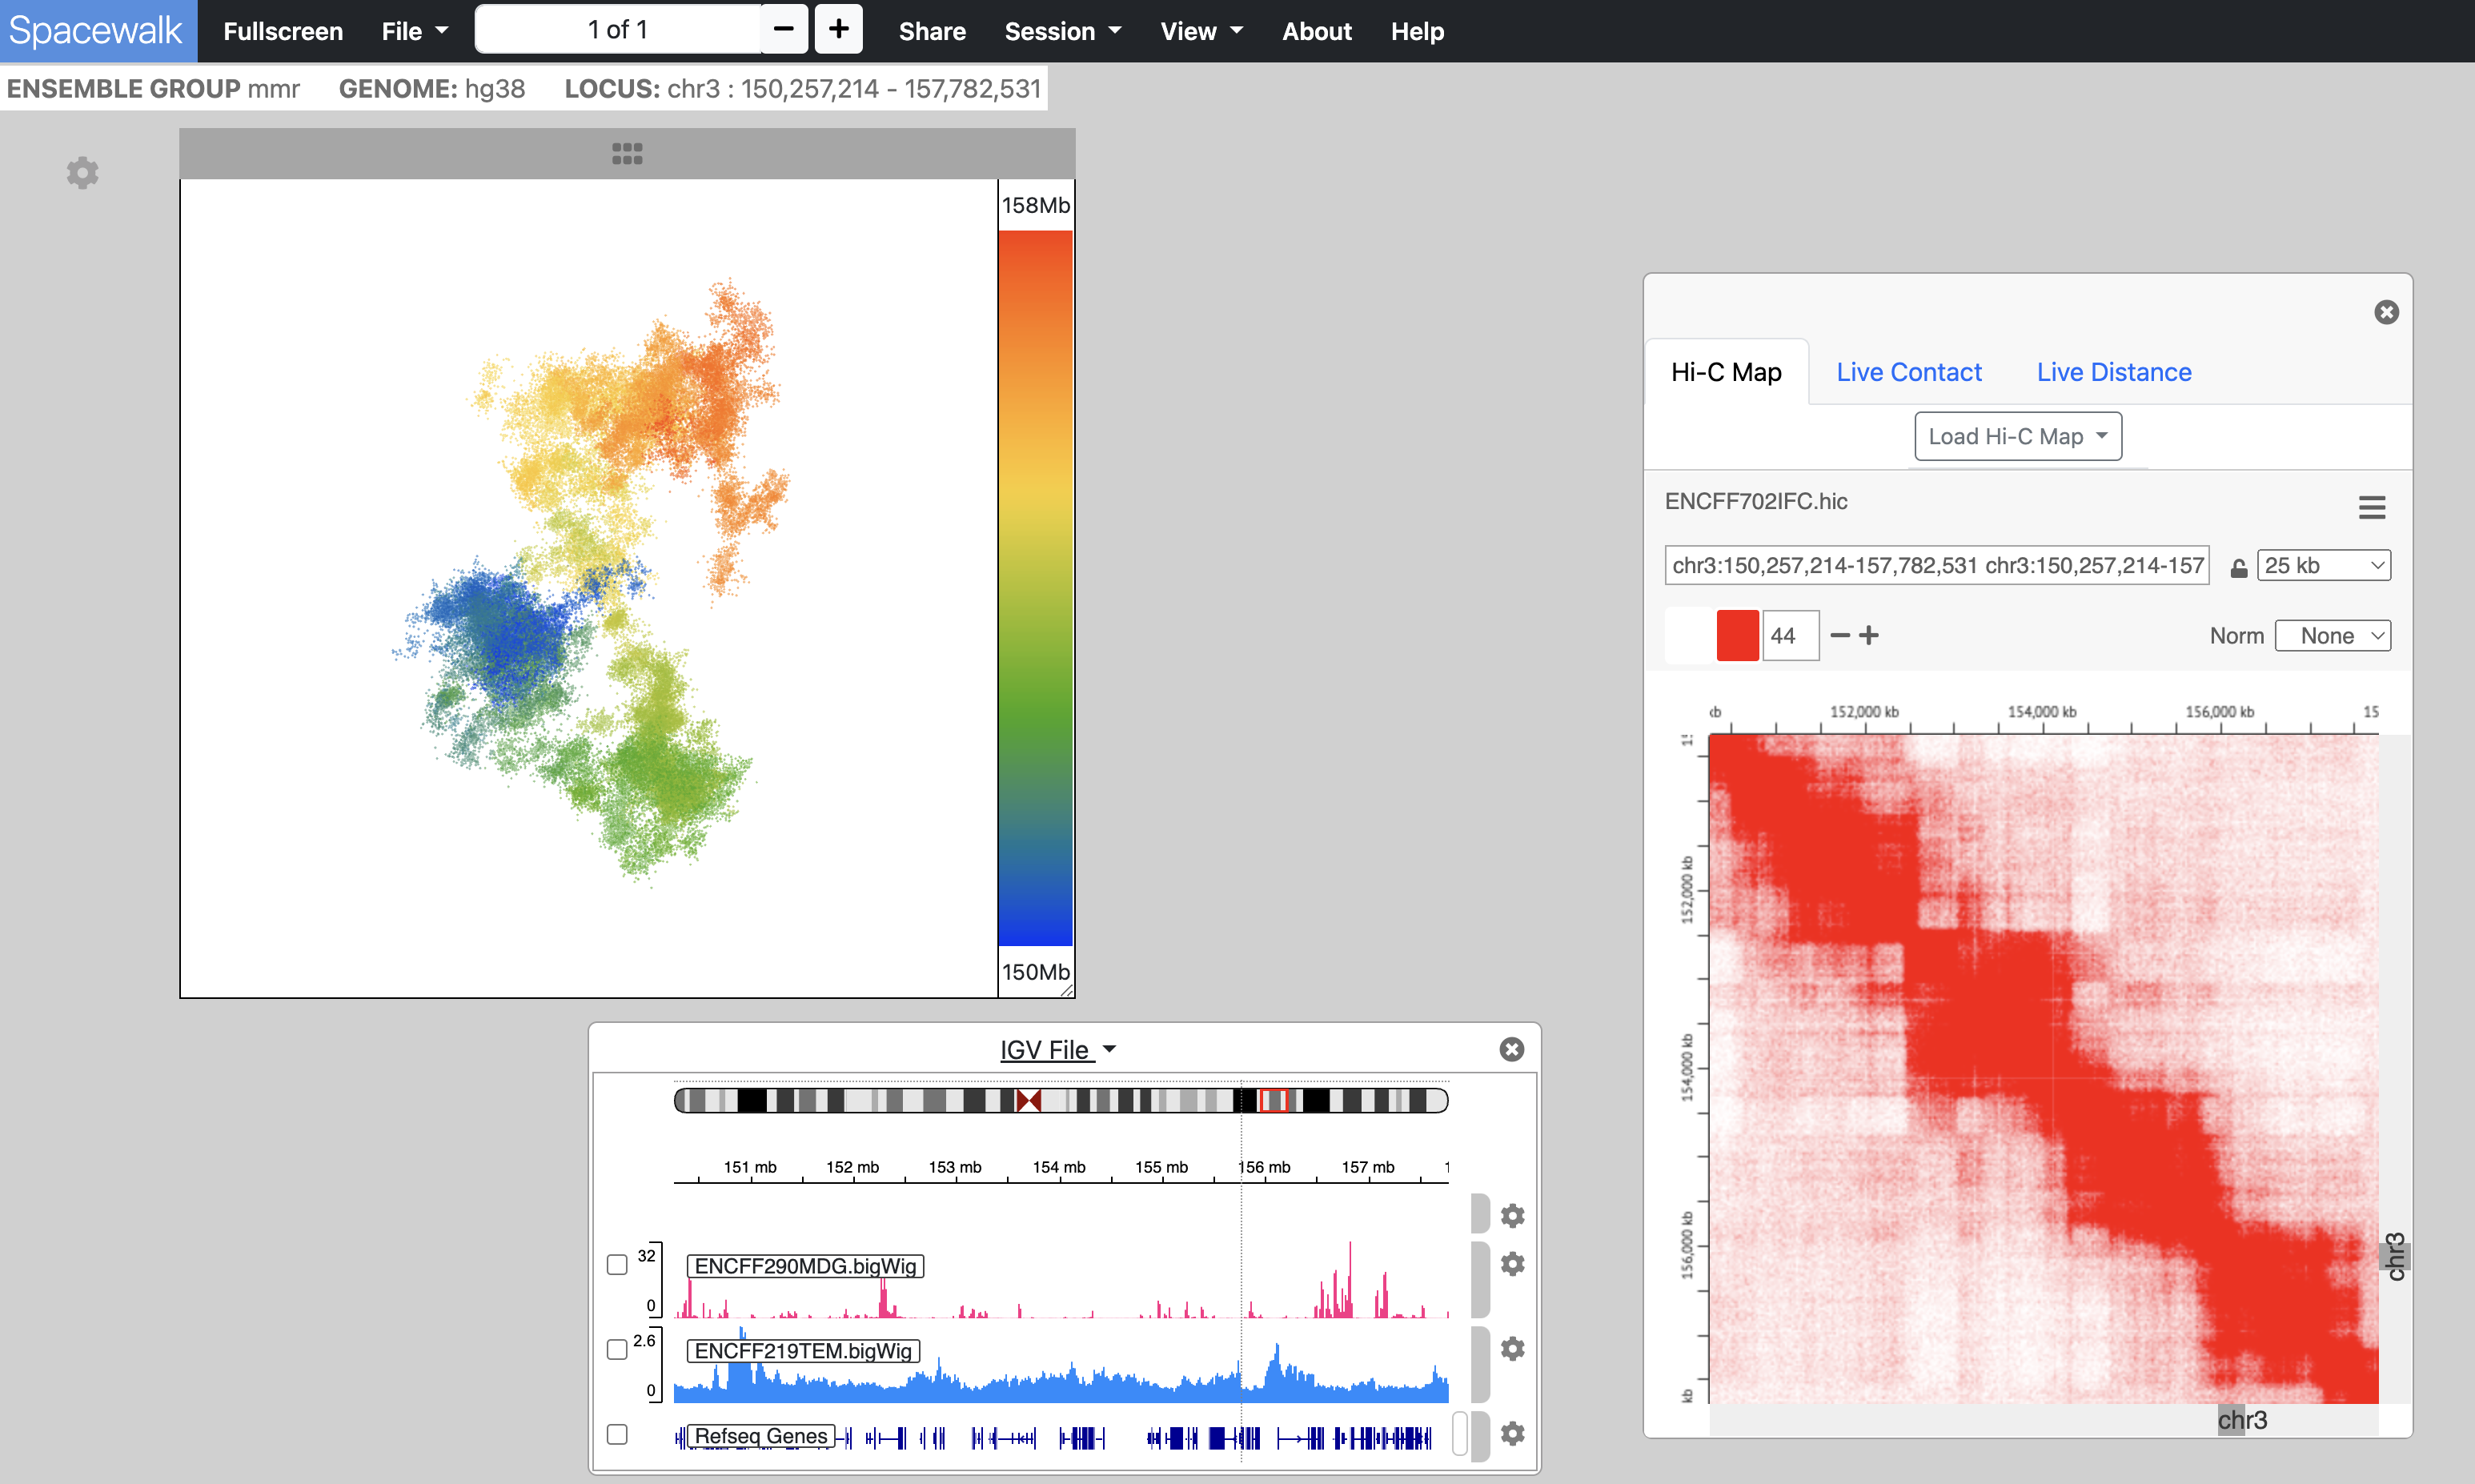 Spacewalk Fullscreen File 1 of 1 Share Session View About Help
ENSEMBLE GROUP mmr GENOME: hg38 LOCUS: chr3 : 150,257,214 - 157,782,531
158Mb
150Mb
IGV File
151 mb 152 mb 153 mb 154 mb 155 mb 156 mb 157 mb 1
32
ENCFF290MDG.bigWig
0
2.6
ENCFF219TEM.bigWig
0
Refseq Genes
Hi-C Map Live Contact Live Distance
Load Hi-C Map
ENCFF702IFC.hic
chr3:150,257,214-157,782,531 chr3:150,257,214-157 25 kb
44 Norm None
kb 152,000 kb 154,000 kb 156,000 kb 15
152,000 kb
154,000 kb
156,000 kb
kb
chr3
chr3